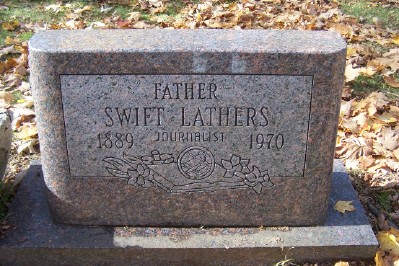 FATHER
SWIFT LATHERS
1889 JOURNALIST 1970